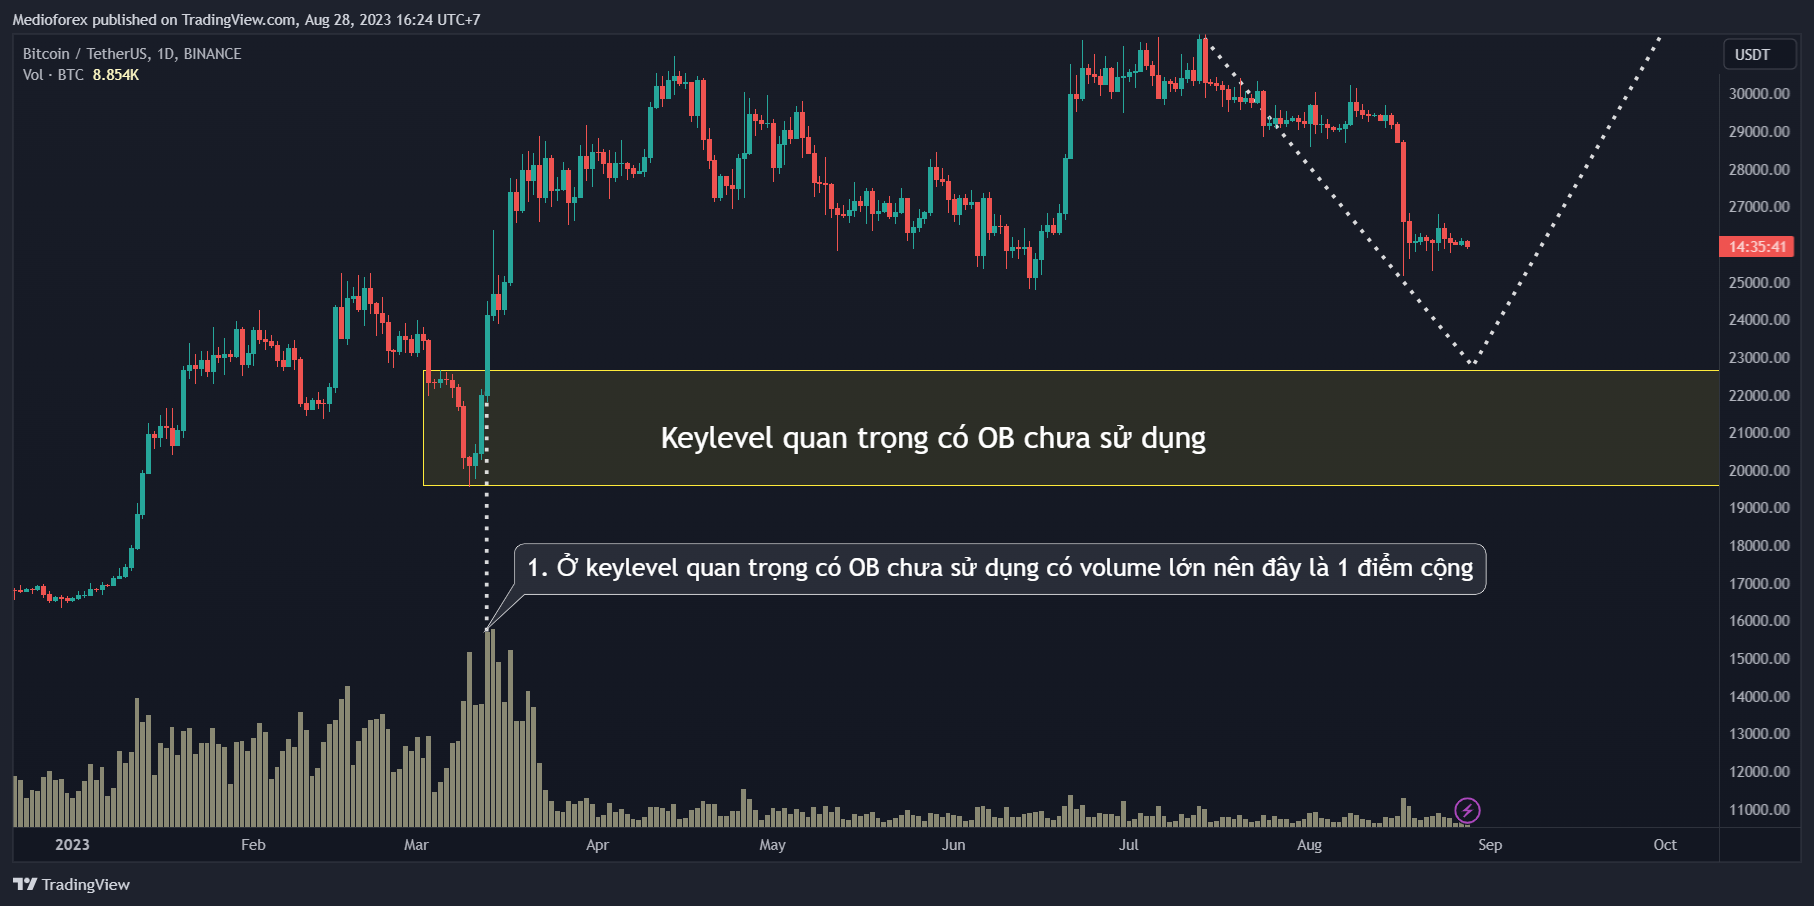 Medioforex published on TradingView.com, Aug 28, 2023 16:24 UTC+7
Bitcoin / TetherUS, 1D, BINANCE
Vol · BTC 8.854K
USDT
30000.00
29000.00
28000.00
27000.00
14:35:41
25000.00
24000.00
23000.00
22000.00
21000.00
20000.00
19000.00
18000.00
17000.00
16000.00
15000.00
14000.00
13000.00
12000.00
11000.00
Keylevel quan trọng có OB chưa sử dụng
1. Ở keylevel quan trọng có OB chưa sử dụng có volume lớn nên đây là 1 điểm cộng
2023 Feb Mar Apr May Jun Jul Aug Sep Oct
TradingView